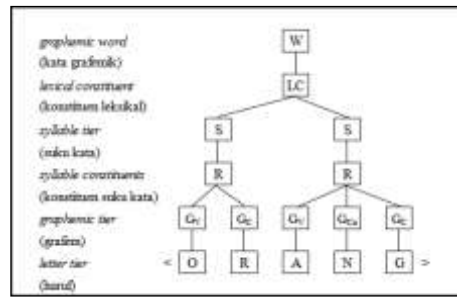 graphemic word W
(kata grafemik)
lexical constituent LC
(konstituen leksikal)
syllable tier S S
(suku kata)
syllable constituents R R
(konstituen suku kata)
graphemic tier G G G G G
(grafem)
letter tier < O R A N G >
(huruf)